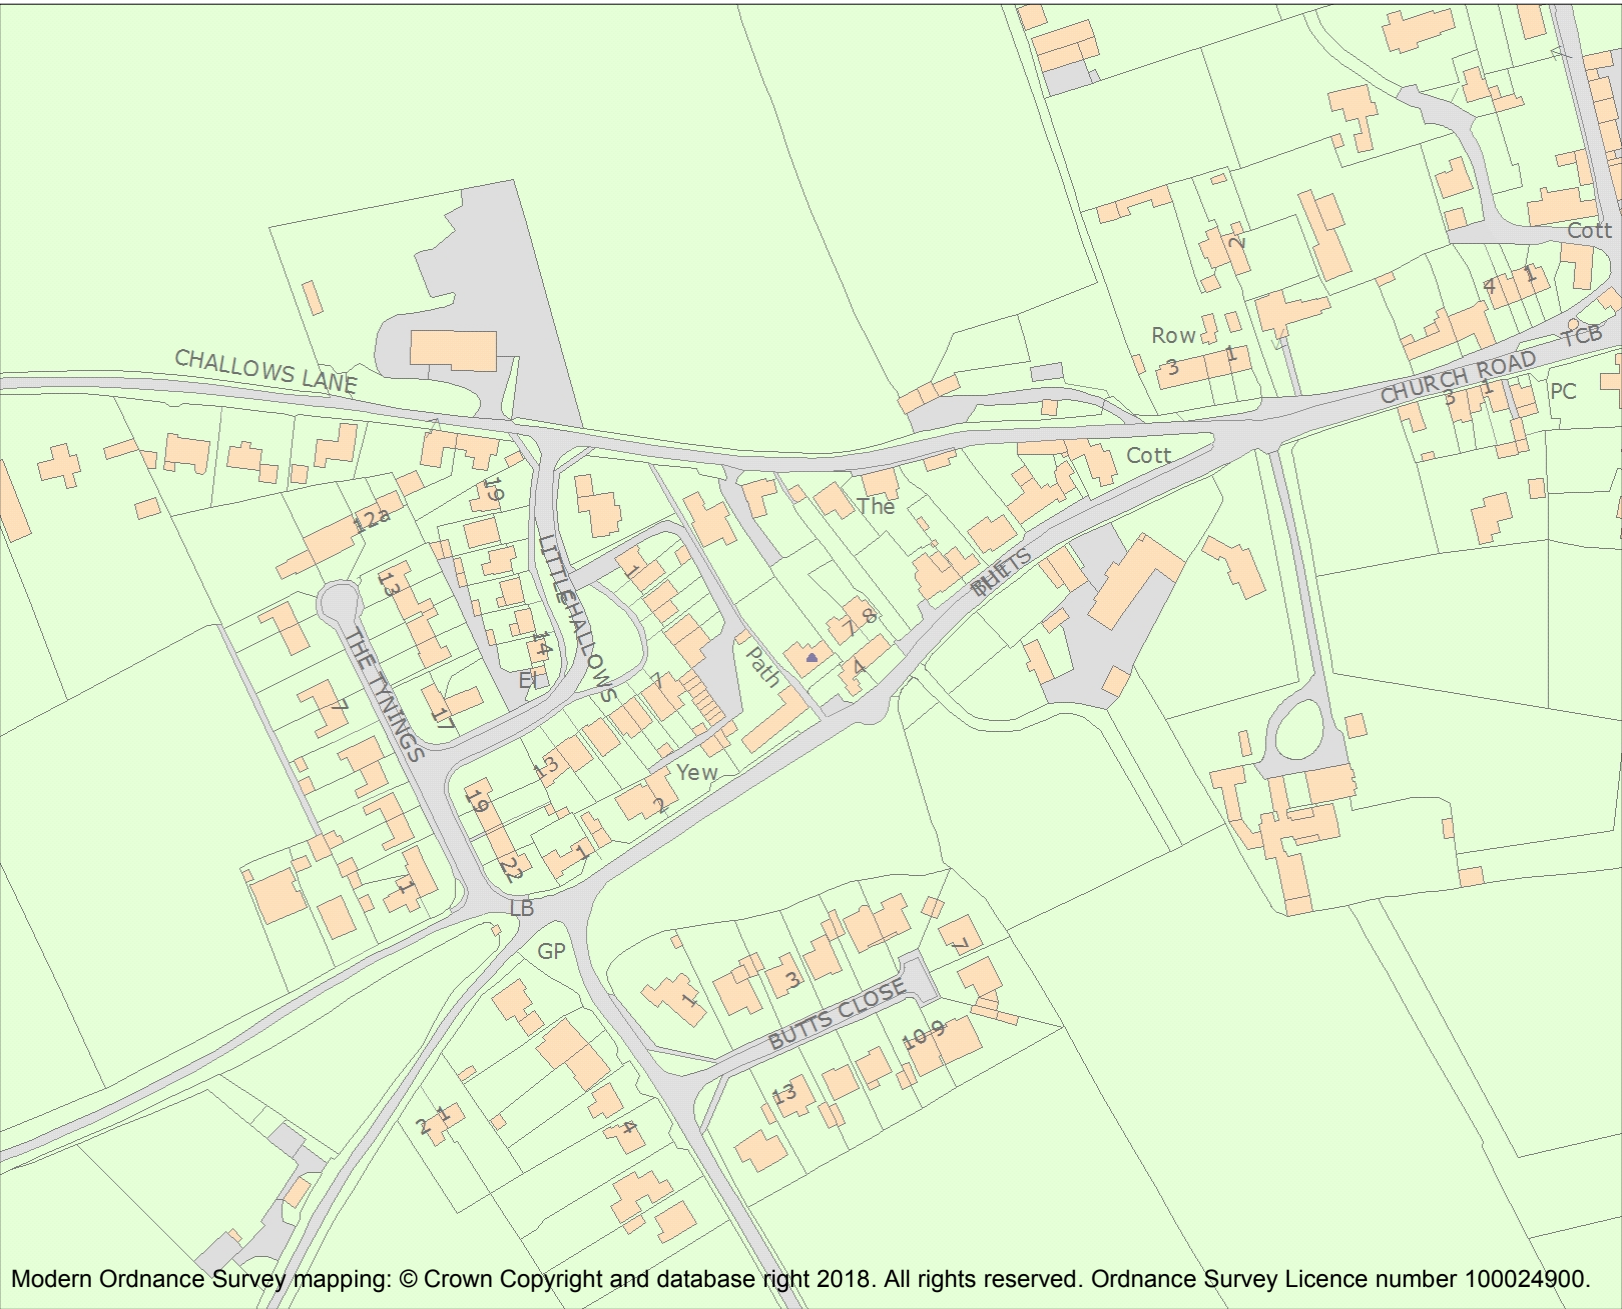 Cott
2
4
1
TCB
Row
3
1
CHALLOWS LANE
CHURCH ROAD
3
1
PC
Cott
19
The
12a
LITTLEHALLOWS
BUTTS
1
13
7 8
14
THE TYNINGS
El
Path
4
7
7
17
Yew
13
19
2
1
22
1
LB
GP
7
3
1
BUTTS CLOSE
10 9
13
2 1
4
Modern Ordnance Survey mapping: © Crown Copyright and database right 2018. All rights reserved. Ordnance Survey Licence number 100024900.